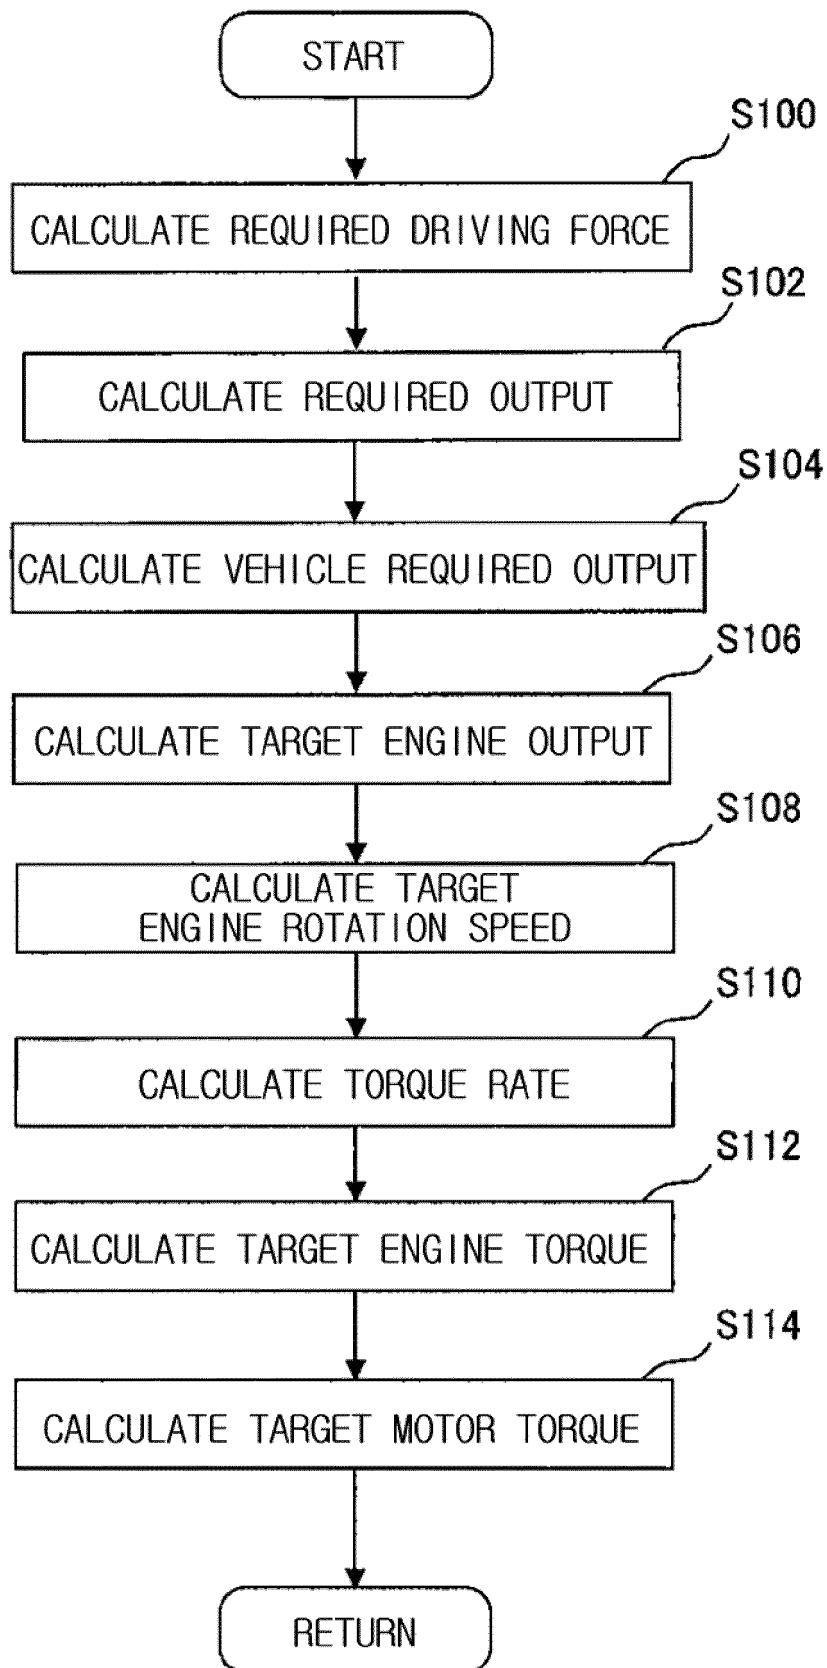 START
S100
CALCULATE REQUIRED DRIVING FORCE
S102
CALCULATE REQUIRED OUTPUT
S104
CALCULATE VEHICLE REQUIRED OUTPUT
S106
CALCULATE TARGET ENGINE OUTPUT
S108
CALCULATE TARGET
ENGINE ROTATION SPEED
S110
CALCULATE TORQUE RATE
S112
CALCULATE TARGET ENGINE TORQUE
S114
CALCULATE TARGET MOTOR TORQUE
RETURN